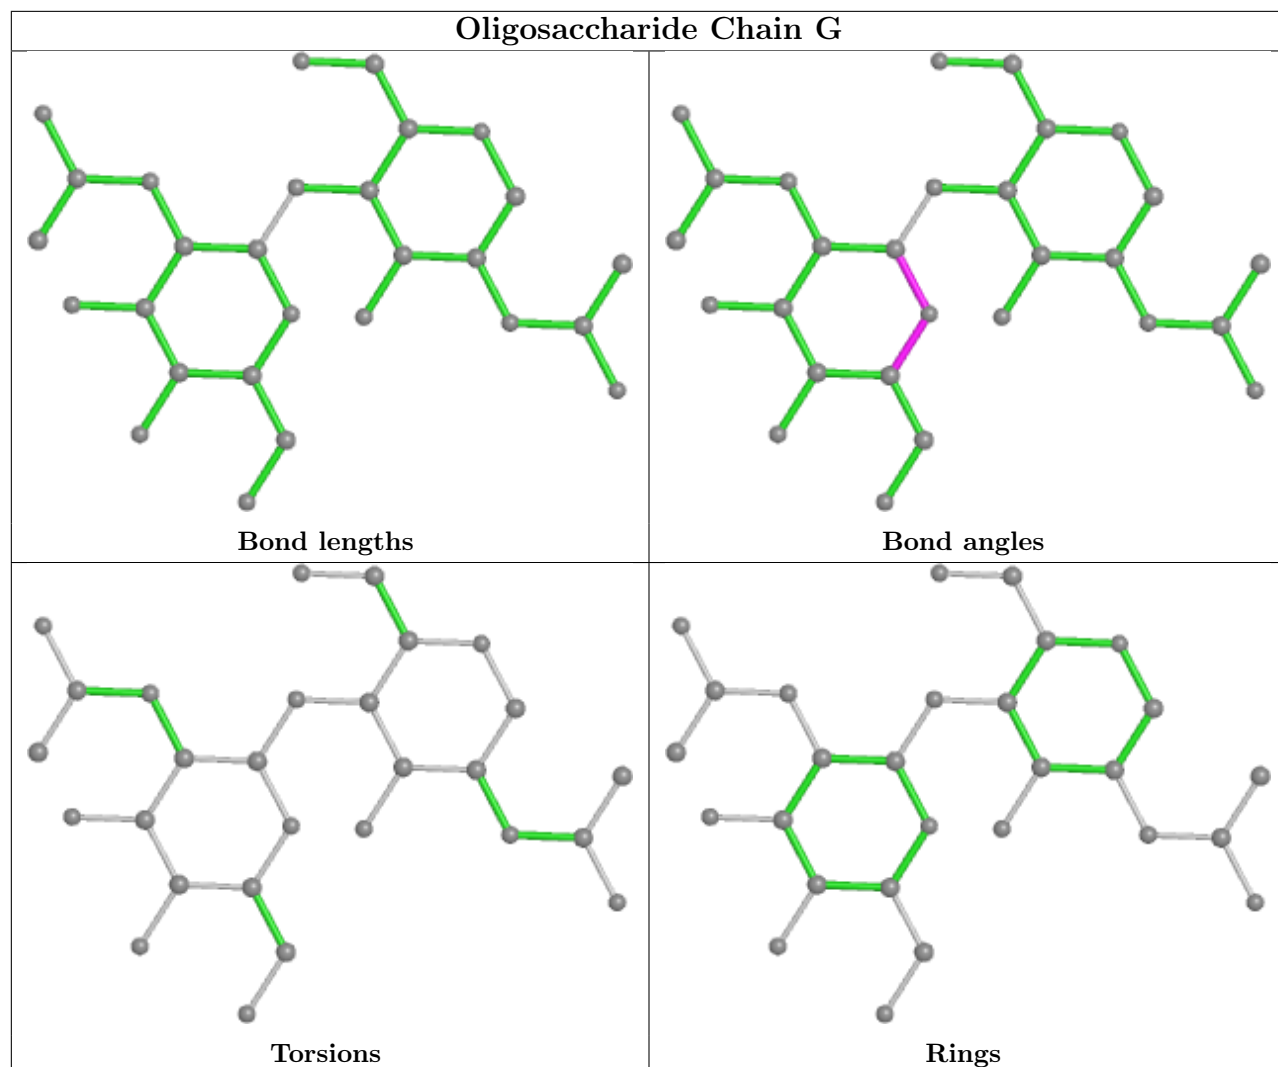 Oligosaccharide Chain G
Bond lengths
Bond angles
Torsions
Rings